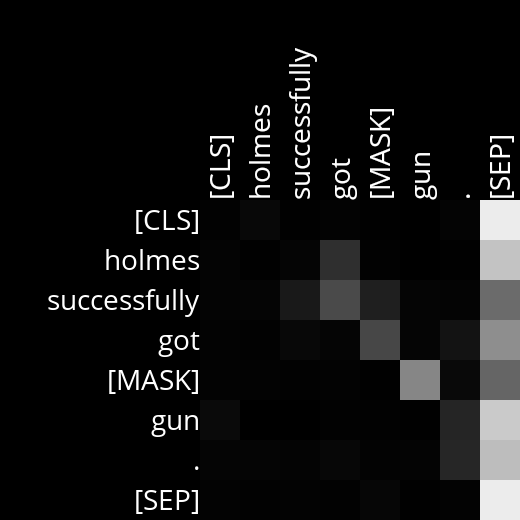 [CLS]
holmes
successfully
got
[MASK]
gun
.
[SEP]
[CLS]
holmes
successfully
got
[MASK]
gun
.
[SEP]